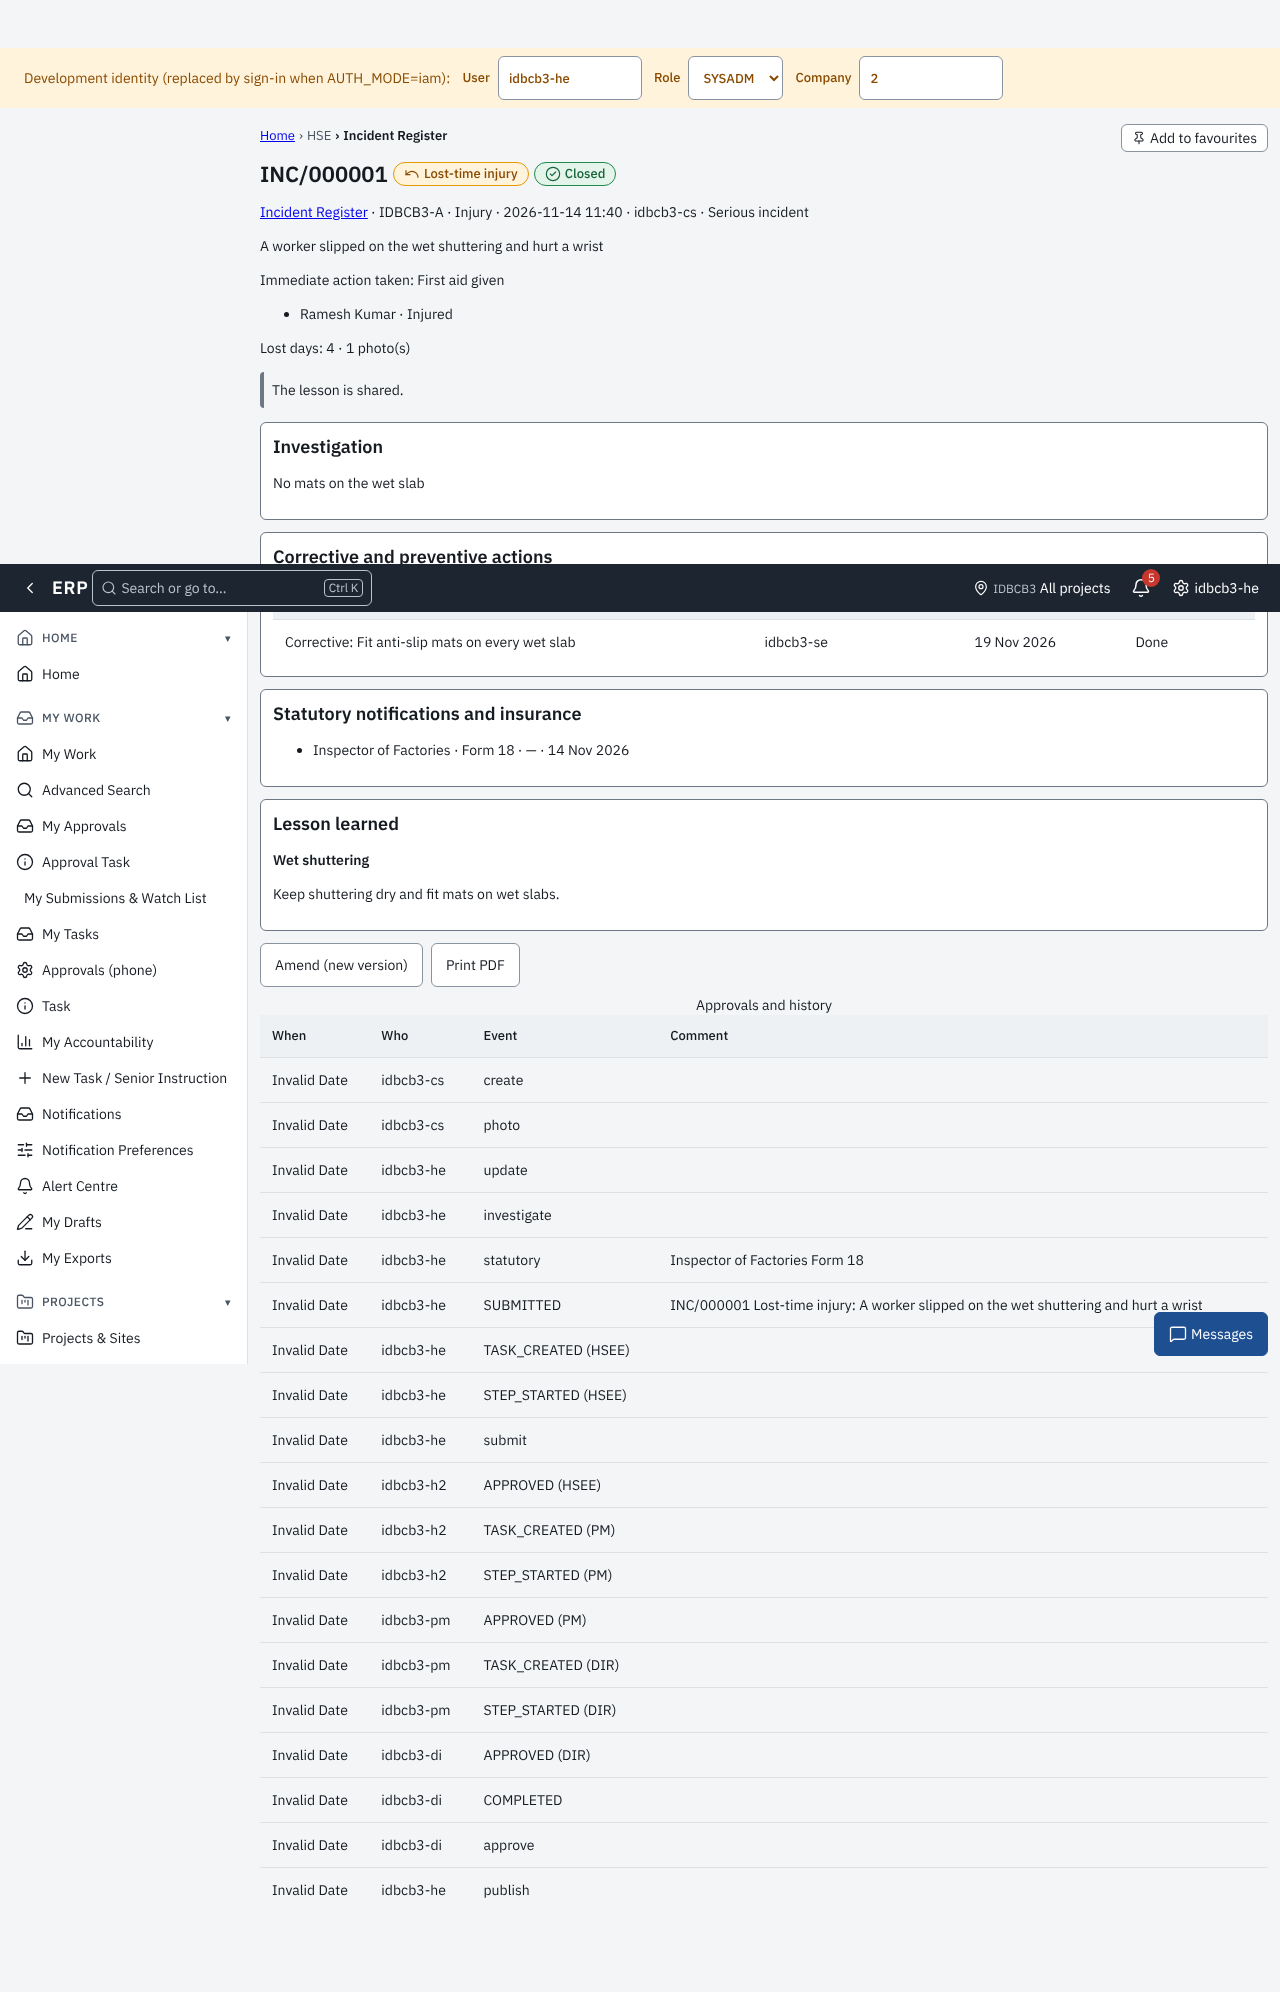 Development identity (replaced by sign-in when AUTH_MODE=iam): User idbcb3-he Role SYSADM Company 2
Home › HSE › Incident Register
Add to favourites
INC/000001 Lost-time injury Closed
Incident Register · IDBCB3-A · Injury · 2026-11-14 11:40 · idbcb3-cs · Serious incident
A worker slipped on the wet shuttering and hurt a wrist
Immediate action taken: First aid given
• Ramesh Kumar · Injured
Lost days: 4 · 1 photo(s)
The lesson is shared.
Investigation
No mats on the wet slab
Corrective and preventive actions
ERP Search or go to... Ctrl K IDBCB3 All projects 5 idbcb3-he
Corrective: Fit anti-slip mats on every wet slab idbcb3-se 19 Nov 2026 Done
Statutory notifications and insurance
• Inspector of Factories · Form 18 · — · 14 Nov 2026
Lesson learned
Wet shuttering
Keep shuttering dry and fit mats on wet slabs.
Amend (new version) Print PDF
HOME
Home
MY WORK
My Work
Advanced Search
My Approvals
Approval Task
My Submissions & Watch List
My Tasks
Approvals (phone)
Task
My Accountability
New Task / Senior Instruction
Notifications
Notification Preferences
Alert Centre
My Drafts
My Exports
PROJECTS
Projects & Sites
Approvals and history
When Who Event Comment
Invalid Date idbcb3-cs create
Invalid Date idbcb3-cs photo
Invalid Date idbcb3-he update
Invalid Date idbcb3-he investigate
Invalid Date idbcb3-he statutory Inspector of Factories Form 18
Invalid Date idbcb3-he SUBMITTED INC/000001 Lost-time injury: A worker slipped on the wet shuttering and hurt a wrist
Messages
Invalid Date idbcb3-he TASK_CREATED (HSEE)
Invalid Date idbcb3-he STEP_STARTED (HSEE)
Invalid Date idbcb3-he submit
Invalid Date idbcb3-h2 APPROVED (HSEE)
Invalid Date idbcb3-h2 TASK_CREATED (PM)
Invalid Date idbcb3-h2 STEP_STARTED (PM)
Invalid Date idbcb3-pm APPROVED (PM)
Invalid Date idbcb3-pm TASK_CREATED (DIR)
Invalid Date idbcb3-pm STEP_STARTED (DIR)
Invalid Date idbcb3-di APPROVED (DIR)
Invalid Date idbcb3-di COMPLETED
Invalid Date idbcb3-di approve
Invalid Date idbcb3-he publish